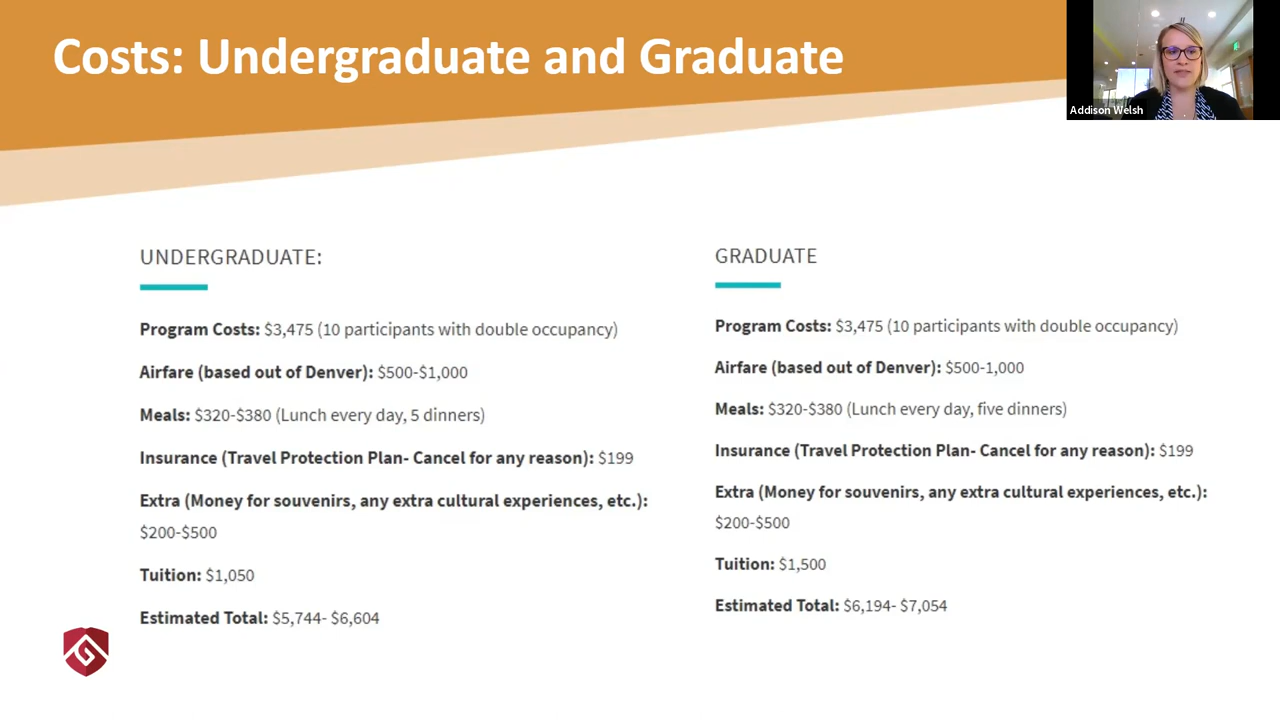 Costs: Undergraduate and Graduate
Addison Welsh
UNDERGRADUATE:
Program Costs: $3,475 (10 participants with double occupancy)
Airfare (based out of Denver): $500-$1,000
Meals: $320-$380 (Lunch every day, 5 dinners)
Insurance (Travel Protection Plan- Cancel for any reason): $199
Extra (Money for souvenirs, any extra cultural experiences, etc.):
$200-$500
Tuition: $1,050
Estimated Total: $5,744- $6,604
GRADUATE
Program Costs: $3,475 (10 participants with double occupancy)
Airfare (based out of Denver): $500-1,000
Meals: $320-$380 (Lunch every day, five dinners)
Insurance (Travel Protection Plan- Cancel for any reason): $199
Extra (Money for souvenirs, any extra cultural experiences, etc.):
$200-$500
Tuition: $1,500
Estimated Total: $6,194- $7,054